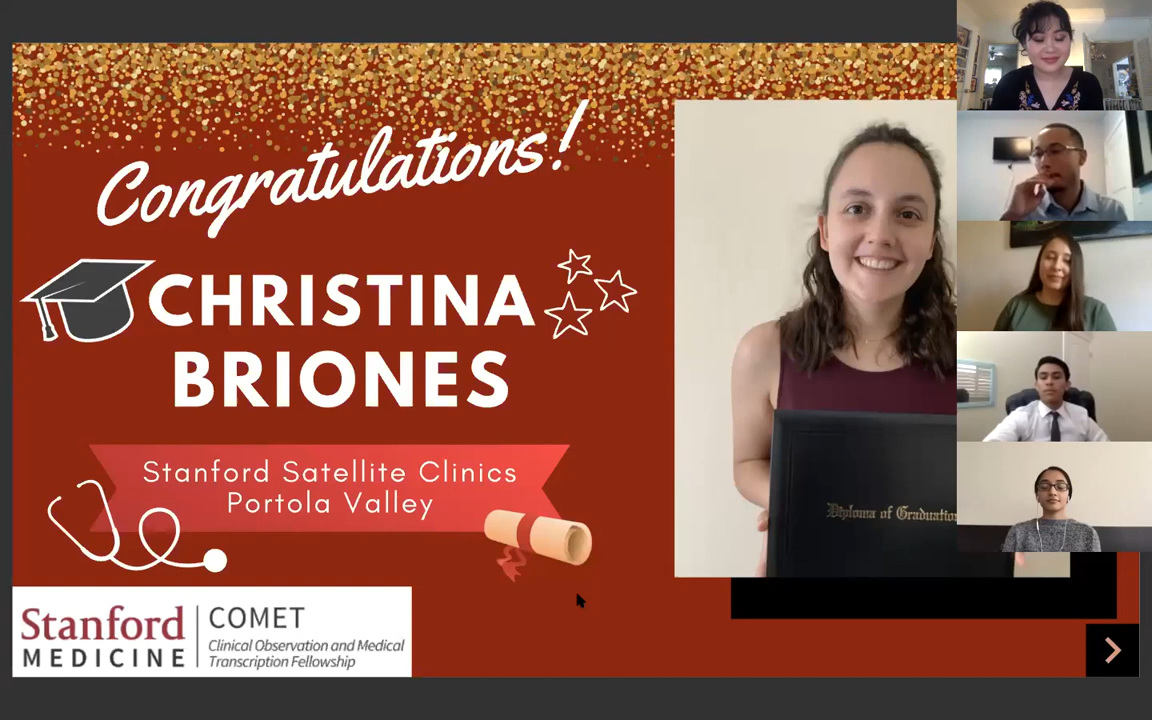 Congratulations!
CHRISTINA
BRIONES
Stanford Satellite Clinics
Portola Valley
Diploma of Graduation
Stanford
MEDICINE
COMET
Clinical Observation and Medical
Transcription Fellowship